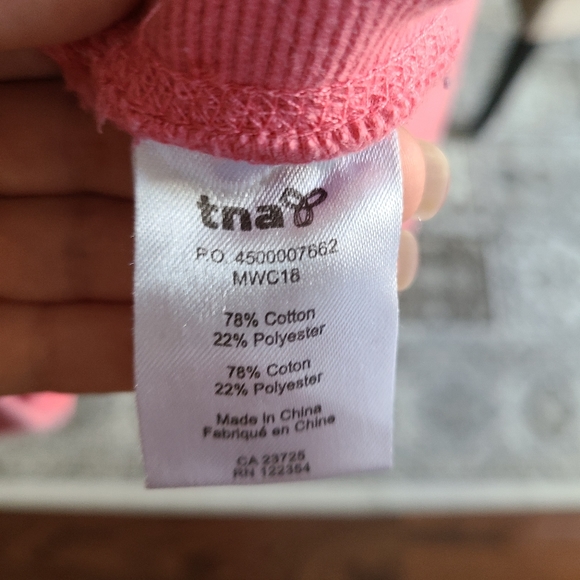 tna
P.O. 4500007662
MWC18
78% Cotton
22% Polyester
78% Coton
22% Polyester
Made in China
Fabriqué en Chine
CA 23725
RN 122354